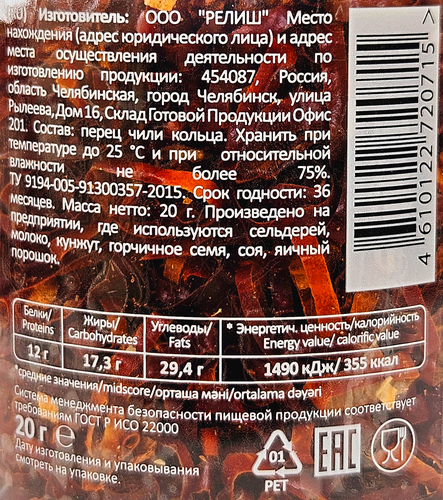 Изготовитель: ООО "РЕЛИШ" Место
нахождения (адрес юридического лица) и адрес
места осуществления деятельности по
изготовлению продукции: 454087, Россия,
область Челябинская, город Челябинск, улица
Рылеева, Дом 16, Склад Готовой Продукции Офис
201. Состав: перец чили кольца. Хранить при
температуре до 25 °С и при относительной
влажности не более 75%.
ТУ 9194-005-91300357-2015. Срок годности: 36
месяцев. Масса нетто: 20 г. Произведено на
предприятии, где используются сельдерей,
молоко, кунжут, горчичное семя, соя, яичный
порошок.
4 610122 720715 >
Белки/ Proteins
Жиры/ Carbohydrates
Углеводы/ Fats
* Энергетич. ценность/калорийность
Energy value/ calorific value
12 г
17,3 г
29,4 г
1490 кДж/ 355 ккал
*средние значения/midscore/орташа мәні/ortalama dəyəri
Система менеджмента безопасности пищевой продукции соответствует
требованиям ГОСТ Р ИСО 22000
20 г ℮
Дату изготовления и упаковывания
смотреть на упаковке.
01
PET
EAC